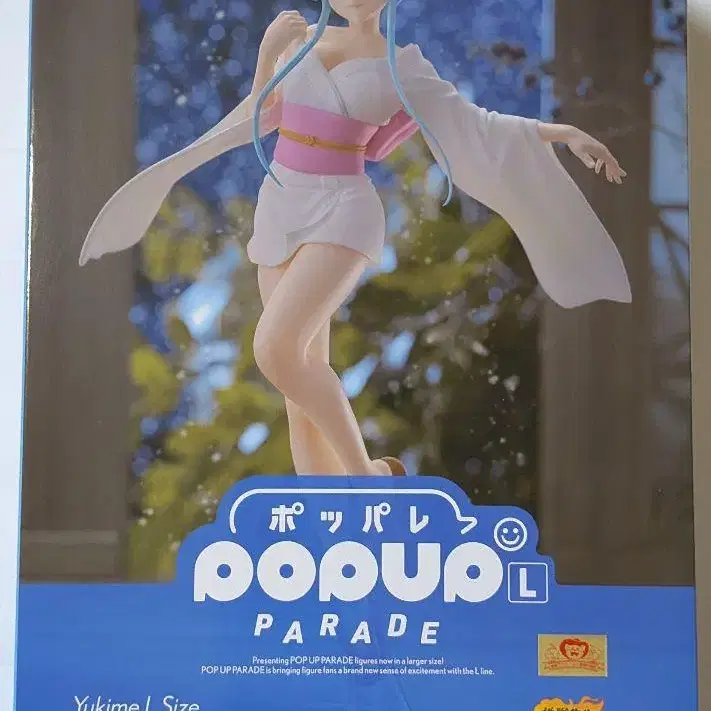 ポッパレ
POPUP L
PARADE
Presenting POP UP PARADE figures now in a larger size!
POP UP PARADE is bringing figure fans a brand new sense of excitement with the L line.
Yukime L Size